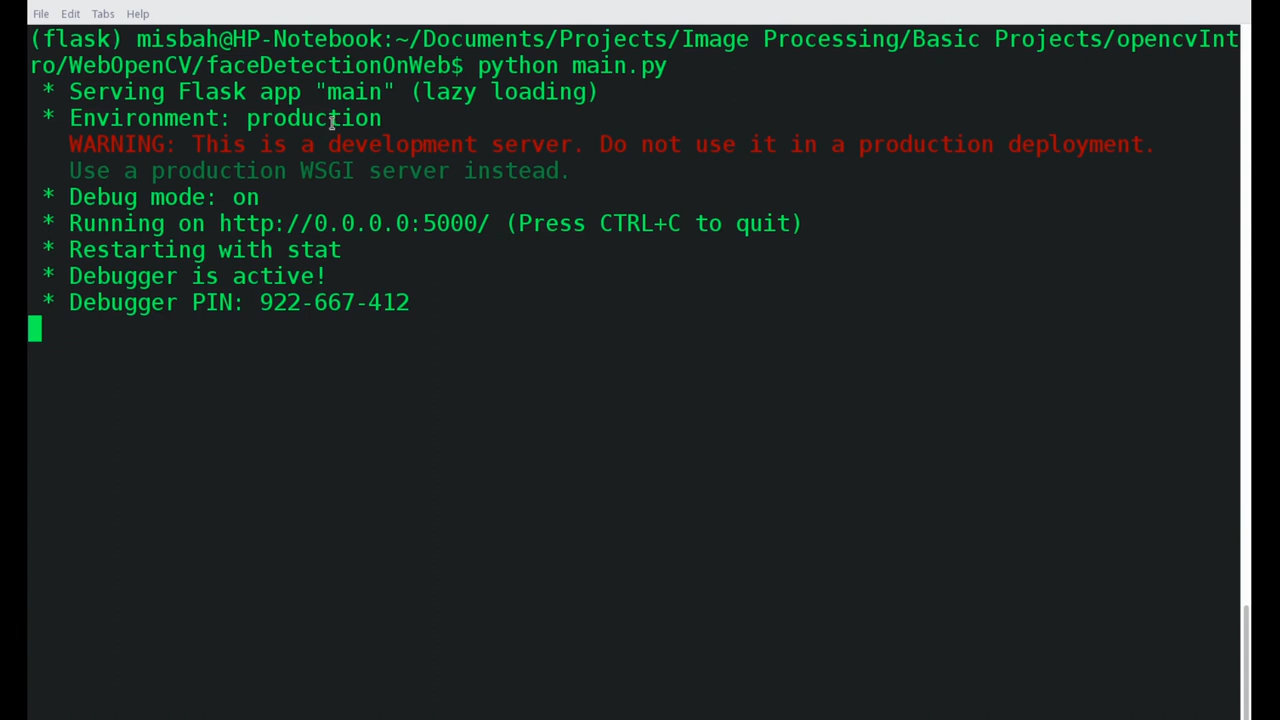 File Edit Tabs Help
(flask) misbah@HP-Notebook:~/Documents/Projects/Image Processing/Basic Projects/opencvInt
ro/WebOpenCV/faceDetectionOnWeb$ python main.py
* Serving Flask app "main" (lazy loading)
* Environment: production
WARNING: This is a development server. Do not use it in a production deployment.
Use a production WSGI server instead.
* Debug mode: on
* Running on http://0.0.0.0:5000/ (Press CTRL+C to quit)
* Restarting with stat
* Debugger is active!
* Debugger PIN: 922-667-412